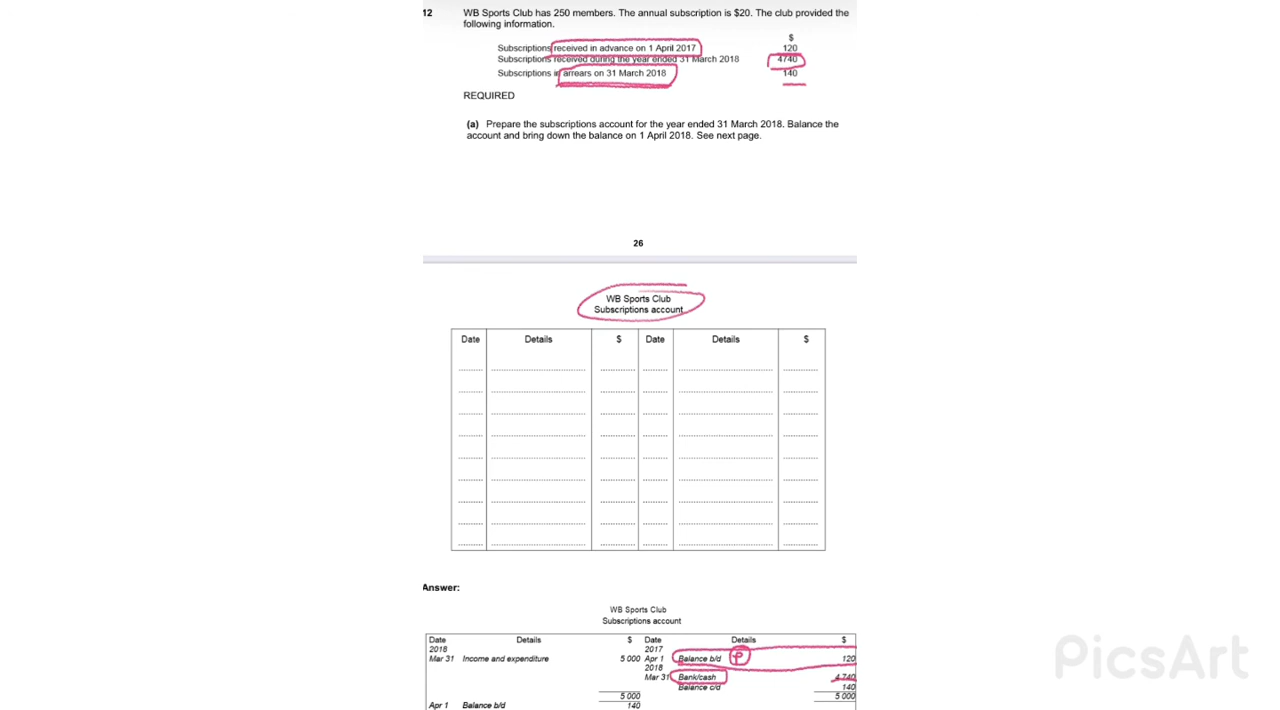 12 WB Sports Club has 250 members. The annual subscription is $20. The club provided the
following information.
$
Subscriptions received in advance on 1 April 2017 120
Subscriptions received during the year ended 31 March 2018 4740
Subscriptions in arrears on 31 March 2018 140
REQUIRED
(a) Prepare the subscriptions account for the year ended 31 March 2018. Balance the
account and bring down the balance on 1 April 2018. See next page.
26
WB Sports Club
Subscriptions account
Date Details $ Date Details $
Answer:
WB Sports Club
Subscriptions account
Date Details $ Date Details $
2018 2017
Mar 31 Income and expenditure 5 000 Apr 1 Balance b/d P 120
2018
Mar 31 Bank/cash 4 740
Balance c/d 140
5 000 5 000
Apr 1 Balance b/d 140
PicsArt